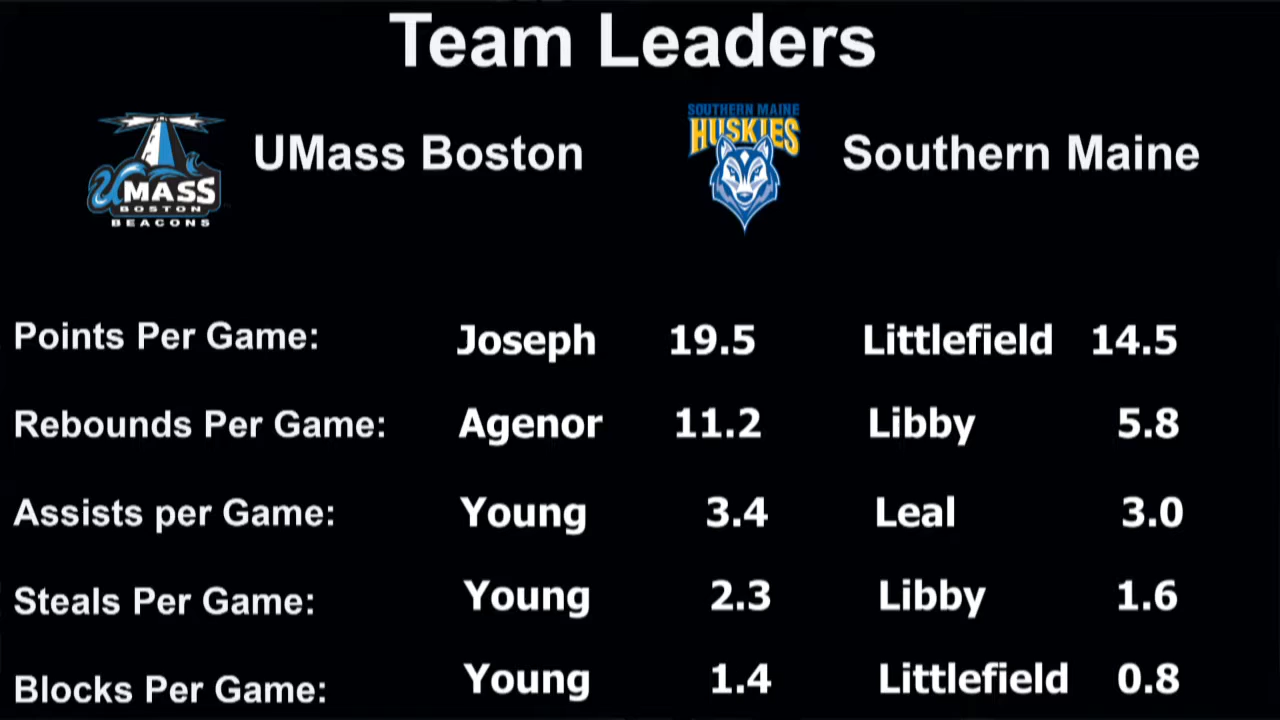 Team Leaders
UMASS
BOSTON
BEACONS
UMass Boston
SOUTHERN MAINE
HUSKIES
Southern Maine
Points Per Game: Joseph 19.5 Littlefield 14.5
Rebounds Per Game: Agenor 11.2 Libby 5.8
Assists per Game: Young 3.4 Leal 3.0
Steals Per Game: Young 2.3 Libby 1.6
Blocks Per Game: Young 1.4 Littlefield 0.8